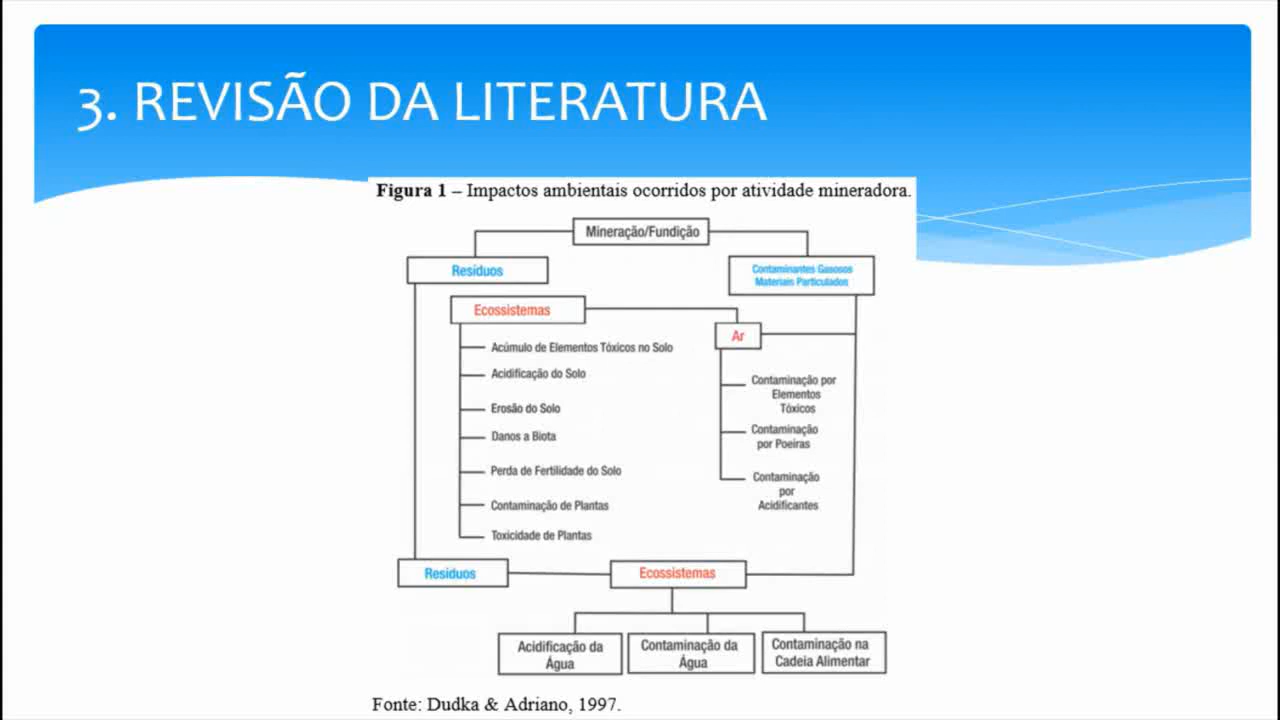 3. REVISÃO DA LITERATURA
Figura 1 – Impactos ambientais ocorridos por atividade mineradora.
Mineração/Fundição
Resíduos
Contaminantes Gasosos
Materiais Particulados
Ecossistemas
Ar
Acúmulo de Elementos Tóxicos no Solo
Acidificação do Solo
Erosão do Solo
Danos a Biota
Perda de Fertilidade do Solo
Contaminação de Plantas
Toxicidade de Plantas
Contaminação por
Elementos
Tóxicos
Contaminação
por Poeiras
Contaminação
por
Acidificantes
Resíduos
Ecossistemas
Acidificação da
Água
Contaminação da
Água
Contaminação na
Cadeia Alimentar
Fonte: Dudka & Adriano, 1997.